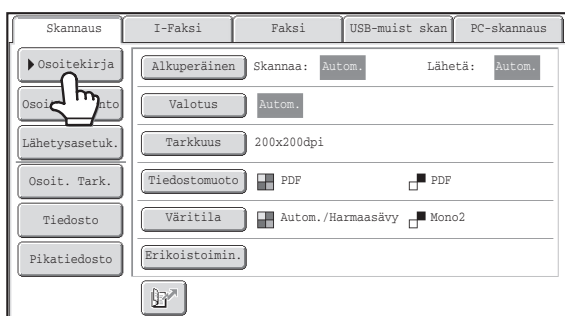 Skannaus I-Faksi Faksi USB-muist skan PC-skannaus
Osoitekirja Alkuperäinen Skannaa: Autom. Lähetä: Autom.
Valotus Autom.
Lähetysasetuk. Tarkkuus 200x200dpi
Osoit. Tark. Tiedostomuoto PDF PDF
Tiedosto Väritila Autom./Harmaasävy Mono2
Pikatiedosto Erikoistoimin.